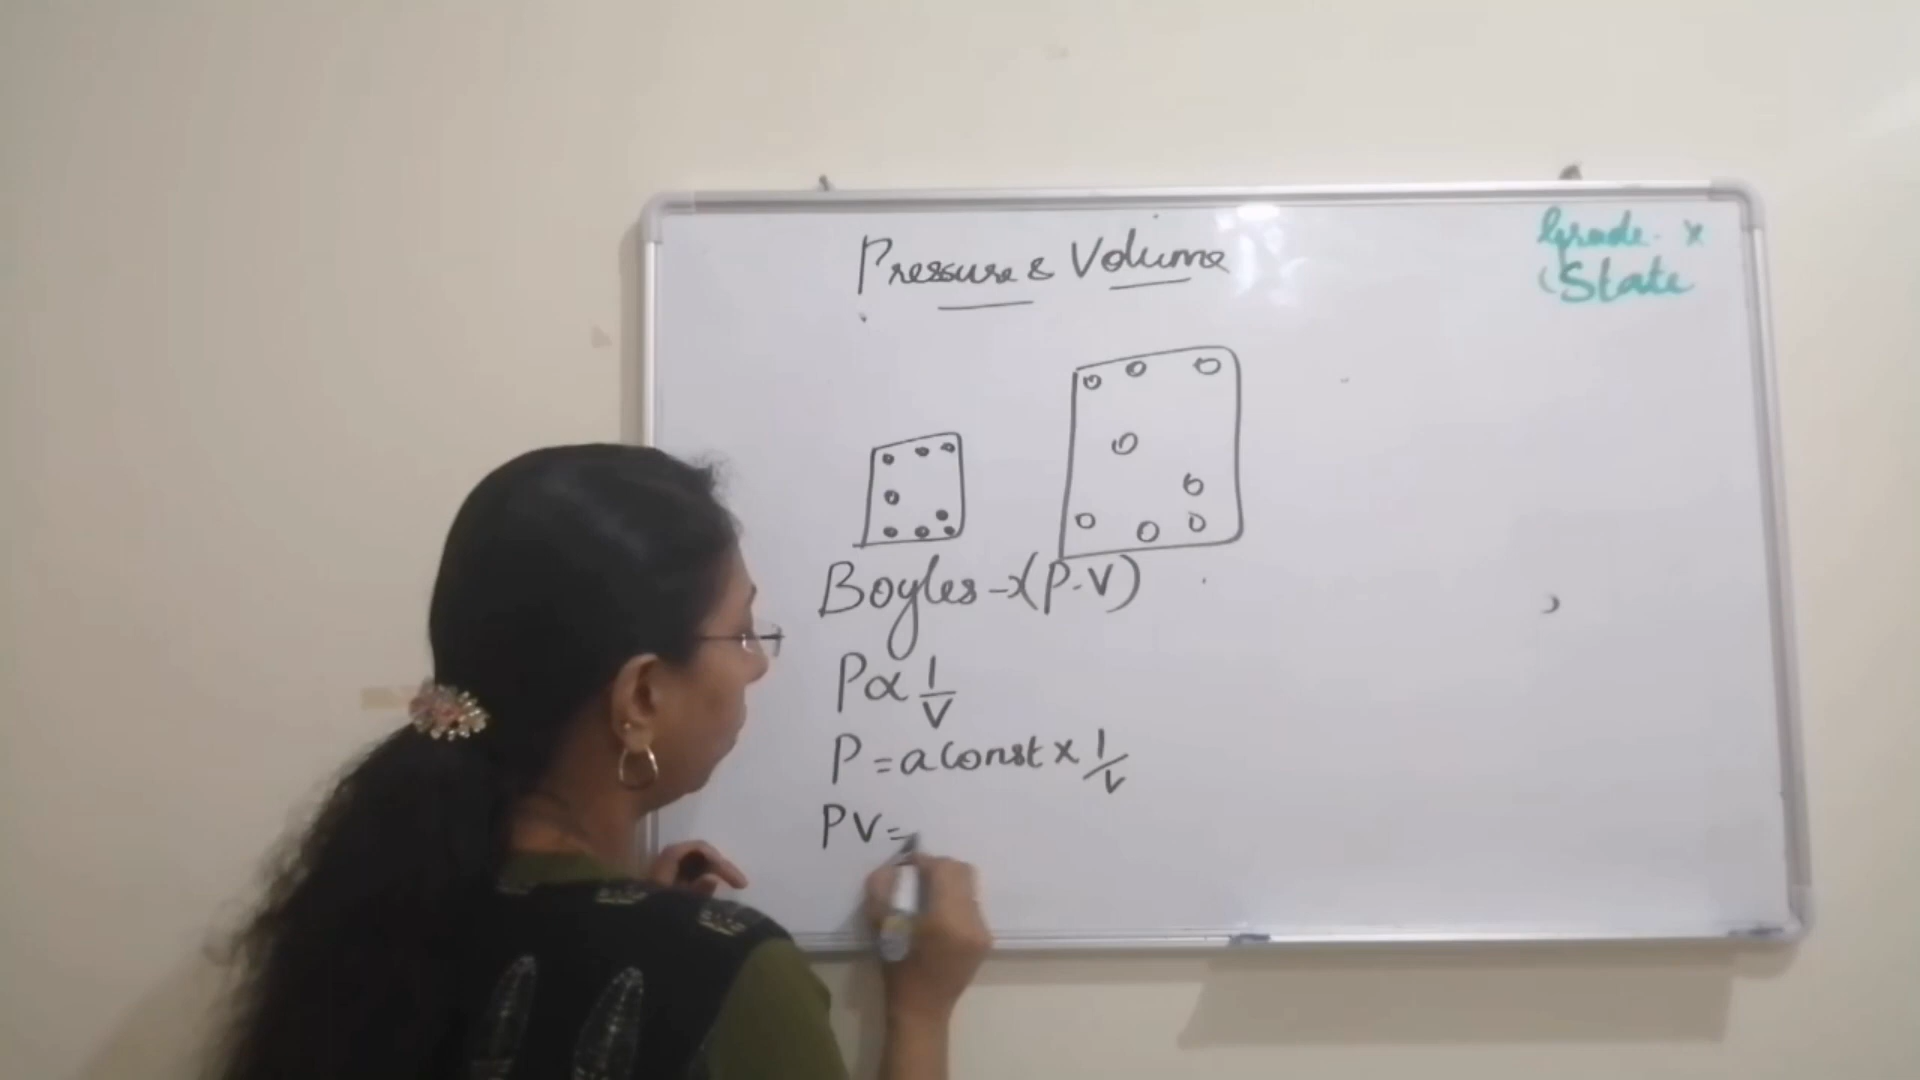 Pressure & Volume
Grade - X
(State
Boyles → (P-V)
P ∝ 1/V
P = a const × 1/V
PV =